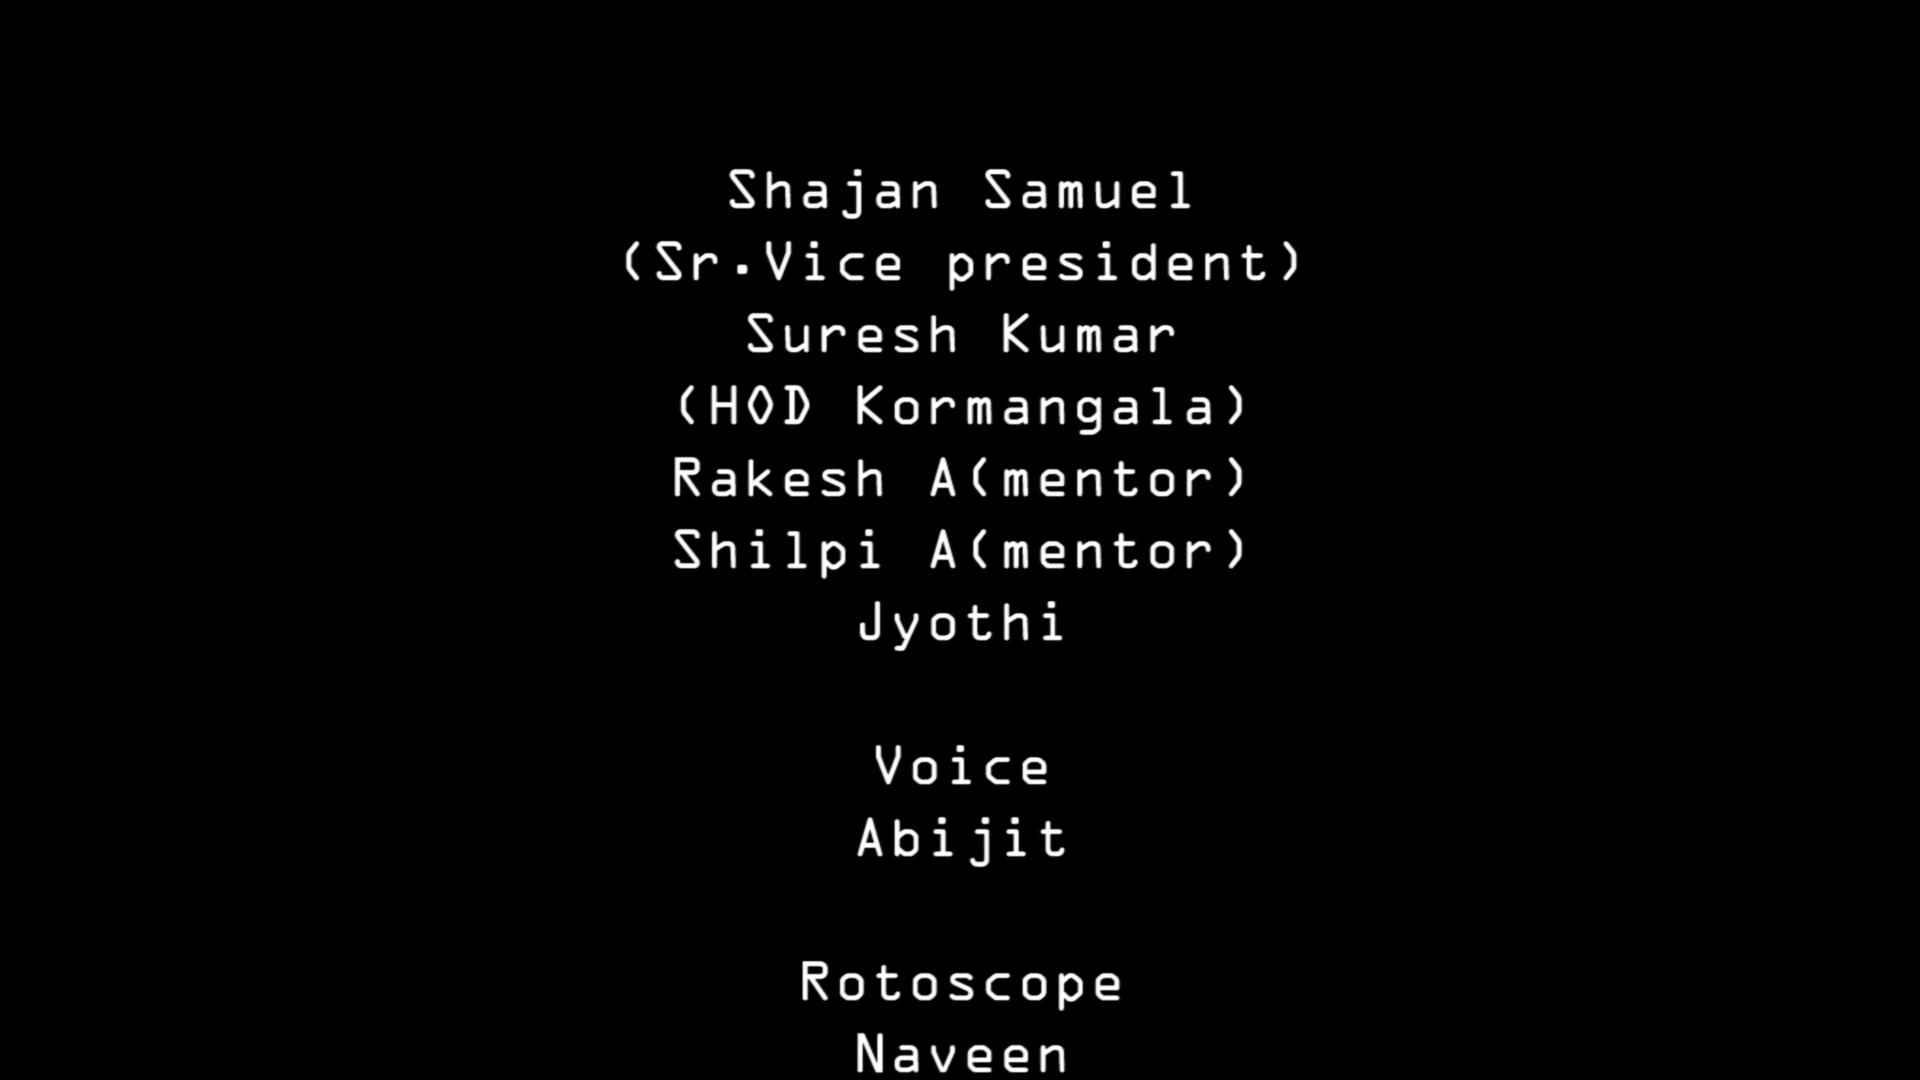 Shajan Samuel
(Sr.Vice president)
Suresh Kumar
(HOD Kormangala)
Rakesh A(mentor)
Shilpi A(mentor)
Jyothi
Voice
Abijit
Rotoscope
Naveen